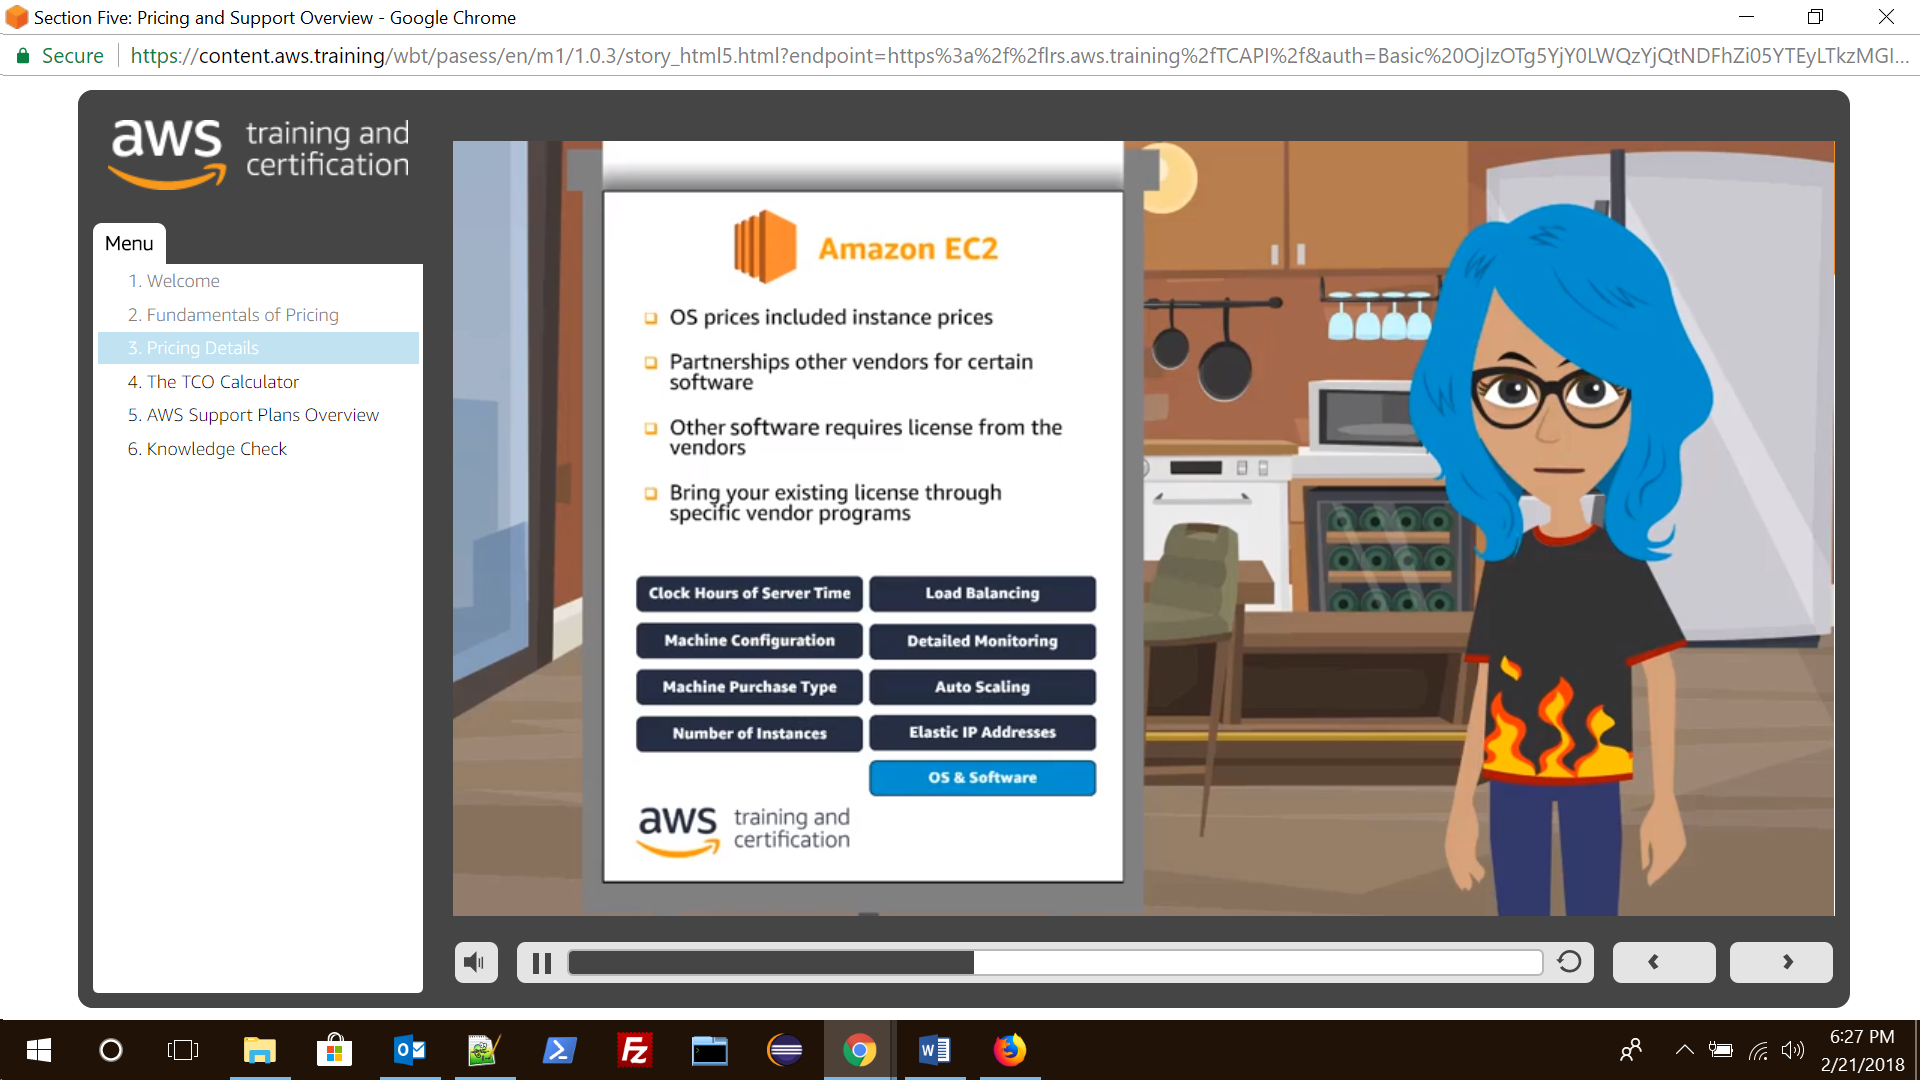 Section Five: Pricing and Support Overview - Google Chrome
Secure
https://content.aws.training/wbt/pasess/en/m1/1.0.3/story_html5.html?endpoint=https%3a%2f%2flrs.aws.training%2fTCAPI%2f&auth=Basic%20OjIzOTg5YjY0LWQzYjQtNDFhZi05YTEyLTkzMGI...
aws training and
certification
Menu
1. Welcome
2. Fundamentals of Pricing
3. Pricing Details
4. The TCO Calculator
5. AWS Support Plans Overview
6. Knowledge Check
Amazon EC2
OS prices included instance prices
Partnerships other vendors for certain
software
Other software requires license from the
vendors
Bring your existing license through
specific vendor programs
Clock Hours of Server Time
Load Balancing
Machine Configuration
Detailed Monitoring
Machine Purchase Type
Auto Scaling
Number of Instances
Elastic IP Addresses
OS & Software
aws training and
certification
6:27 PM
2/21/2018